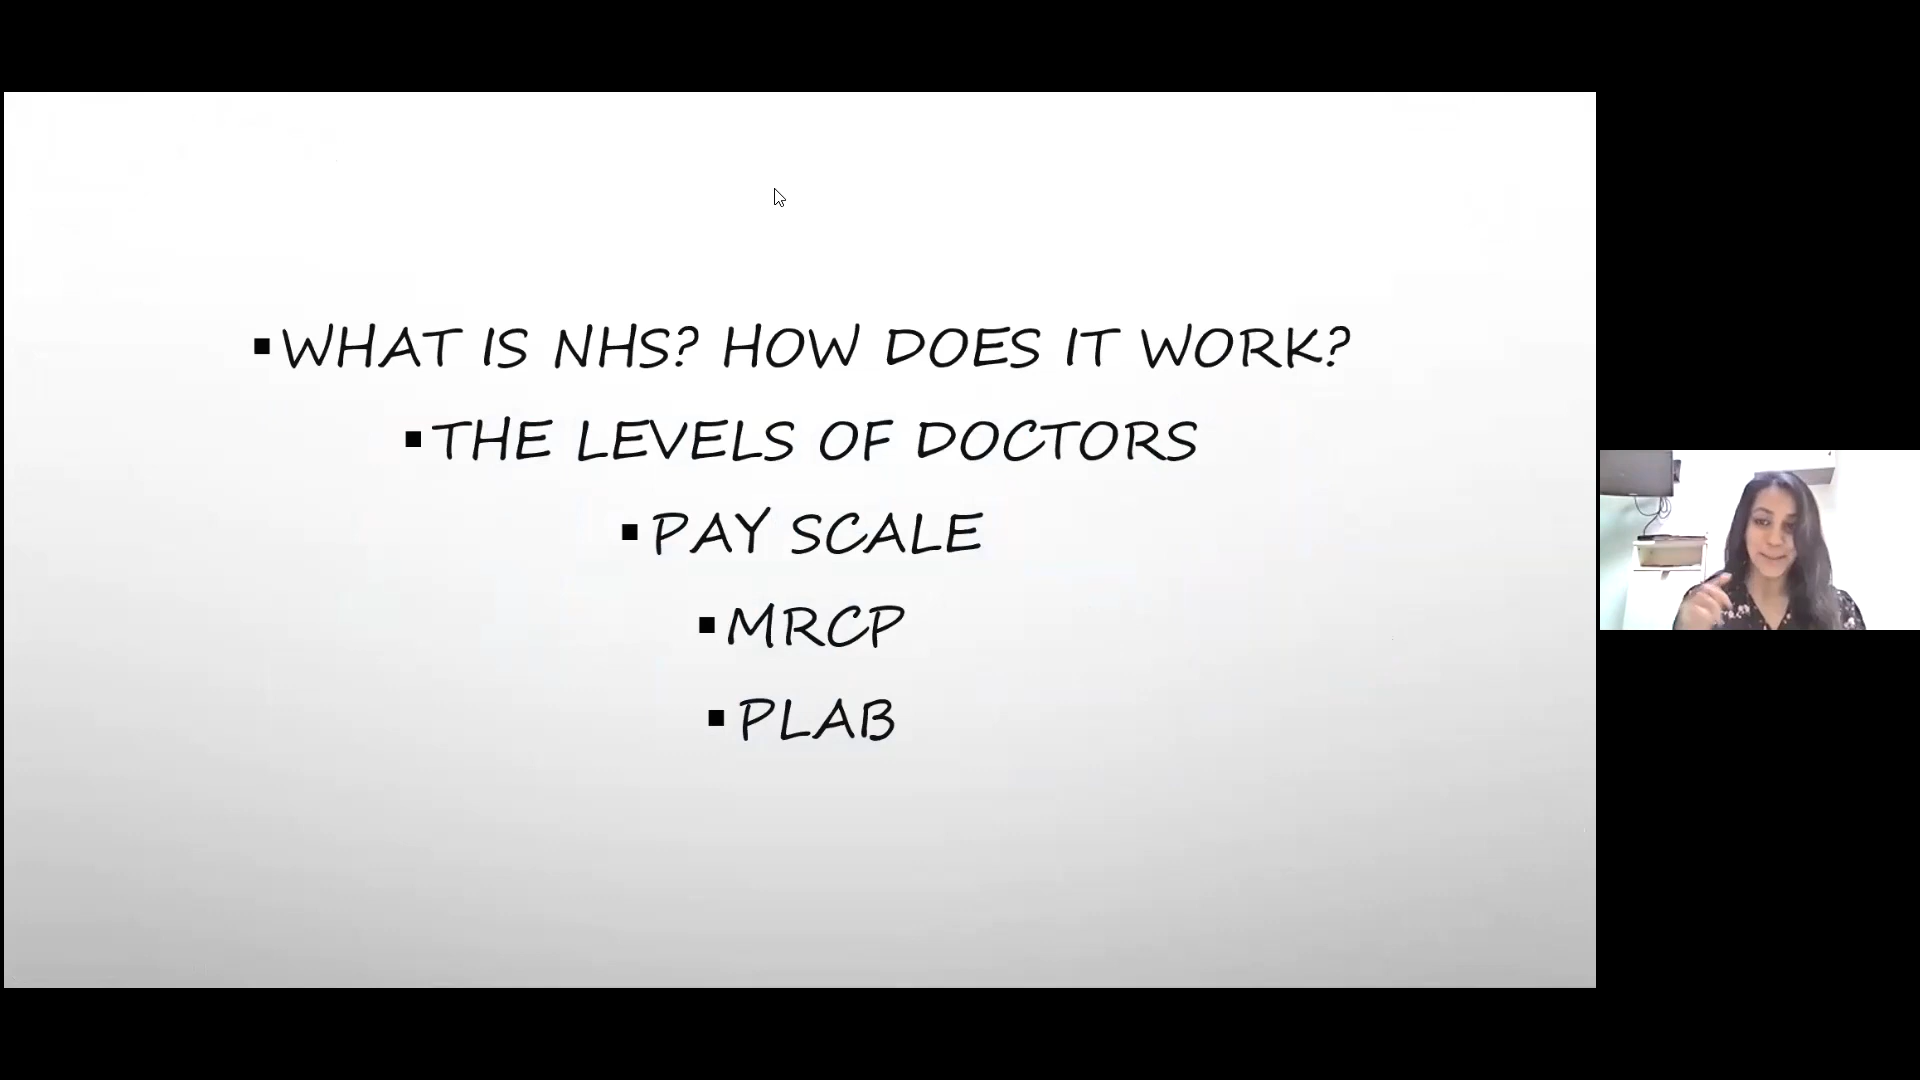 ▪WHAT IS NHS? HOW DOES IT WORK?
▪THE LEVELS OF DOCTORS
▪PAY SCALE
▪MRCP
▪PLAB